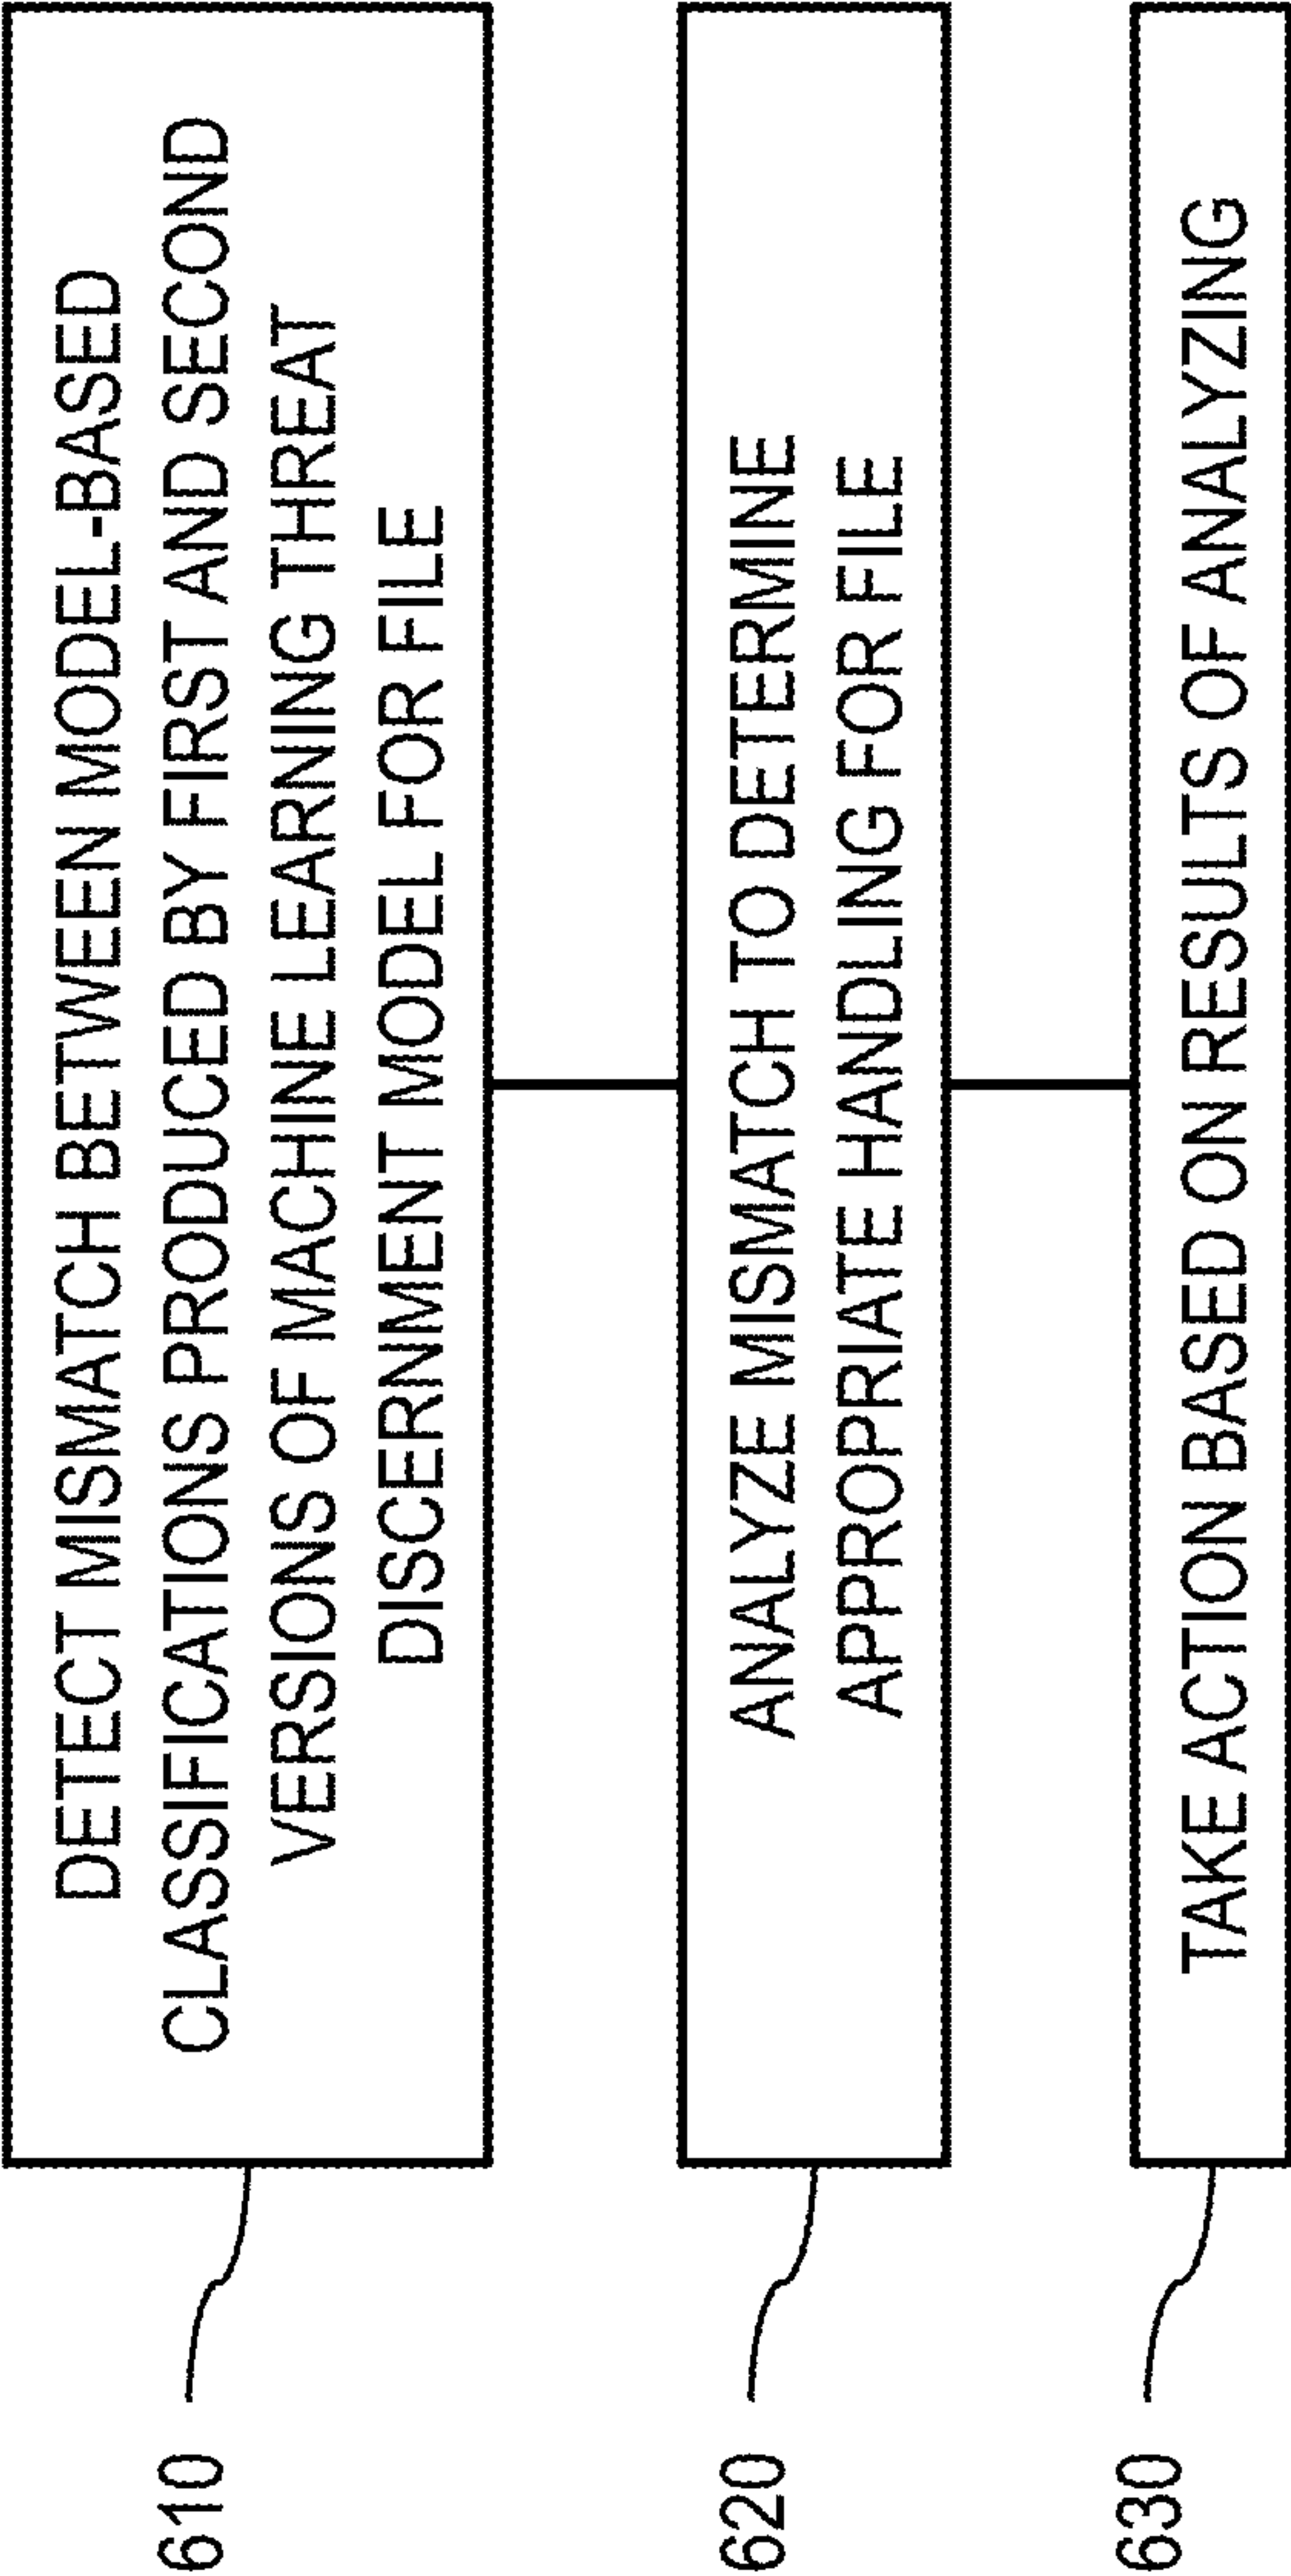 610
DETECT MISMATCH BETWEEN MODEL-BASED
CLASSIFICATIONS PRODUCED BY FIRST AND SECOND
VERSIONS OF MACHINE LEARNING THREAT
DISCERNMENT MODEL FOR FILE
620
ANALYZE MISMATCH TO DETERMINE
APPROPRIATE HANDLING FOR FILE
630
TAKE ACTION BASED ON RESULTS OF ANALYZING